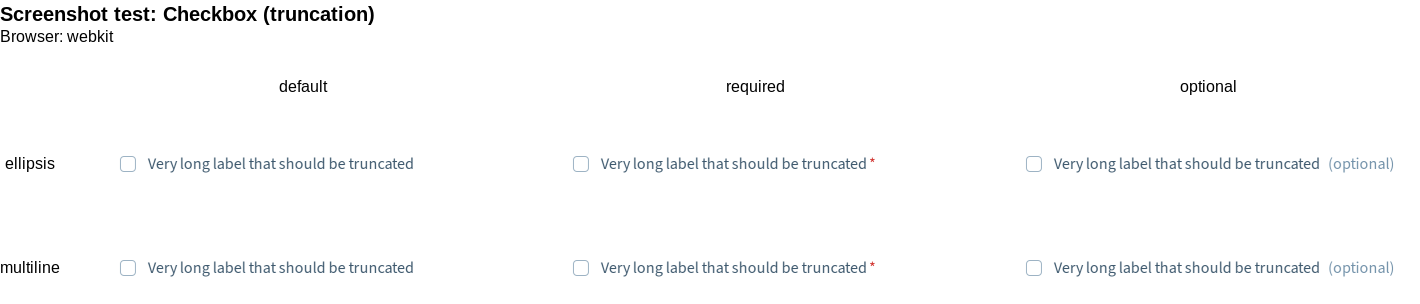 Screenshot test: Checkbox (truncation)
Browser: webkit
default required optional
ellipsis Very long label that should be truncated Very long label that should be truncated * Very long label that should be truncated (optional)
multiline Very long label that should be truncated Very long label that should be truncated * Very long label that should be truncated (optional)